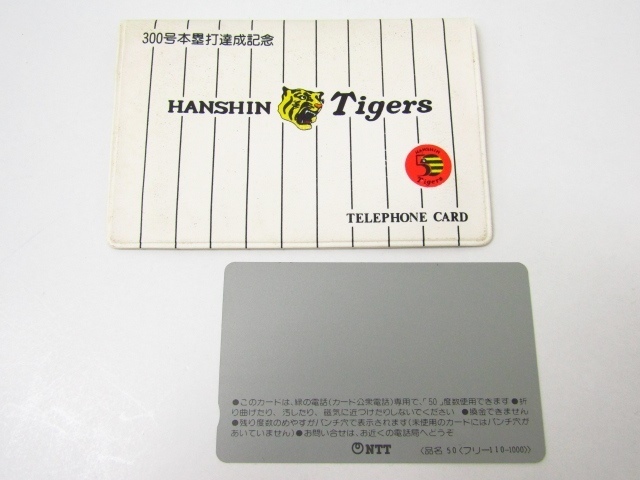 300号本塁打達成記念
HANSHIN Tigers
HANSHIN
50
Tigers
TELEPHONE CARD
●このカードは、緑の電話(カード公衆電話)専用で、「50」度数使用できます●折
り曲げたり、汚したり、磁気に近づけたりしないでください ●換金できません
●残り度数のめやすがパンチ穴で表示されます(未使用のカードにはパンチ穴が
あいていません)●お問い合せは、お近くの電話局へどうぞ
NTT
〈品名 50(フリー110-1000)〉